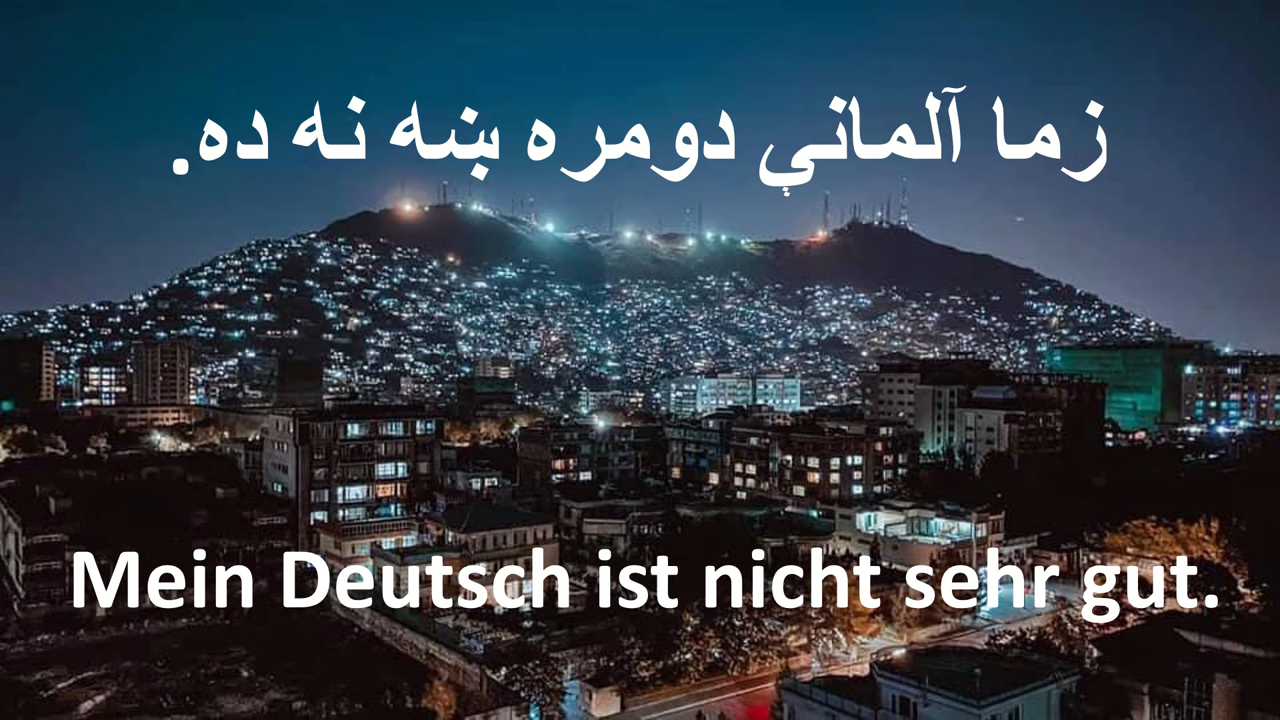 زما آلماني دومره ښه نه ده.
Mein Deutsch ist nicht sehr gut.